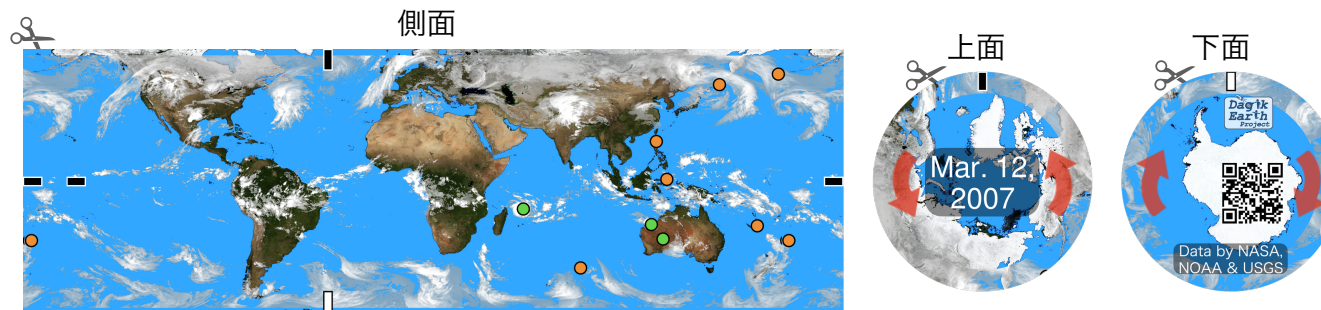 側面
上面
下面
Mar. 12,
2007
Dagik
Earth
Project
Data by NASA,
NOAA & USGS